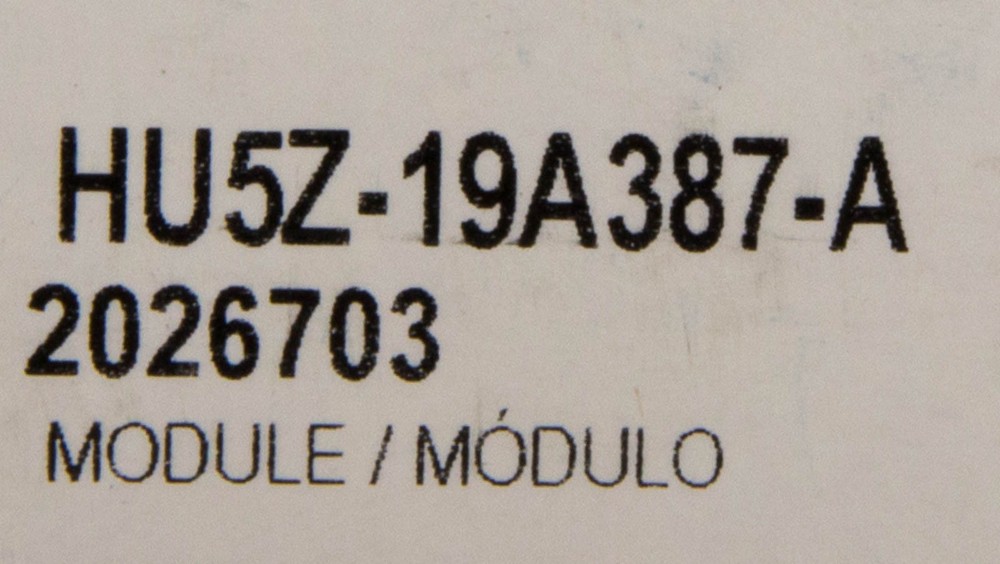 HU5Z-19A387-A
2026703
MODULE / MÓDULO